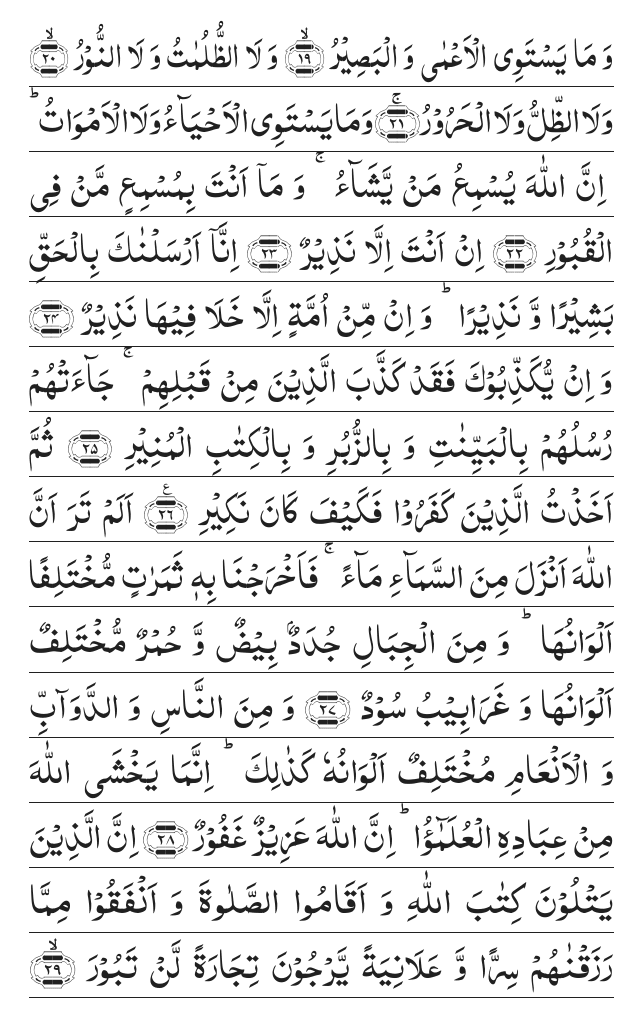 وَ مَا يَسْتَوِى الْاَعْمٰى وَ الْبَصِيْرُ ۙ﴿۱۹﴾ وَ لَا الظُّلُمٰتُ وَ لَا النُّوْرُ ۙ﴿۲۰﴾
وَ لَا الظِّلُّ وَ لَا الْحَرُوْرُ ۚ﴿۲۱﴾ وَ مَا يَسْتَوِى الْاَحْيَآءُ وَ لَا الْاَمْوَاتُ ؕ
اِنَّ اللّٰهَ يُسْمِعُ مَنْ يَّشَآءُ ۚ وَ مَاۤ اَنْتَ بِمُسْمِعٍ مَّنْ فِى
الْقُبُوْرِ ﴿۲۲﴾ اِنْ اَنْتَ اِلَّا نَذِيْرٌ ﴿۲۳﴾ اِنَّاۤ اَرْسَلْنٰكَ بِالْحَقِّ
بَشِيْرًا وَّ نَذِيْرًا ؕ وَ اِنْ مِّنْ اُمَّةٍ اِلَّا خَلَا فِيْهَا نَذِيْرٌ ﴿۲۴﴾
وَ اِنْ يُّكَذِّبُوْكَ فَقَدْ كَذَّبَ الَّذِيْنَ مِنْ قَبْلِهِمْ ۚ جَآءَتْهُمْ
رُسُلُهُمْ بِالْبَيِّنٰتِ وَ بِالزُّبُرِ وَ بِالْكِتٰبِ الْمُنِيْرِ ﴿۲۵﴾ ثُمَّ
اَخَذْتُ الَّذِيْنَ كَفَرُوْا فَكَيْفَ كَانَ نَكِيْرِ ﴿۲۶﴾ع اَلَمْ تَرَ اَنَّ
اللّٰهَ اَنْزَلَ مِنَ السَّمَآءِ مَآءً ۚ فَاَخْرَجْنَا بِهٖ ثَمَرٰتٍ مُّخْتَلِفًا
اَلْوَانُهَا ؕ وَ مِنَ الْجِبَالِ جُدَدٌۢ بِيْضٌ وَّ حُمْرٌ مُّخْتَلِفٌ
اَلْوَانُهَا وَ غَرَابِيْبُ سُوْدٌ ﴿۲۷﴾ وَ مِنَ النَّاسِ وَ الدَّوَآبِّ
وَ الْاَنْعَامِ مُخْتَلِفٌ اَلْوَانُهٗ كَذٰلِكَ ؕ اِنَّمَا يَخْشَى اللّٰهَ
مِنْ عِبَادِهِ الْعُلَمٰٓؤُا ؕ اِنَّ اللّٰهَ عَزِيْزٌ غَفُوْرٌ ﴿۲۸﴾ اِنَّ الَّذِيْنَ
يَتْلُوْنَ كِتٰبَ اللّٰهِ وَ اَقَامُوا الصَّلٰوةَ وَ اَنْفَقُوْا مِمَّا
رَزَقْنٰهُمْ سِرًّا وَّ عَلَانِيَةً يَّرْجُوْنَ تِجَارَةً لَّنْ تَبُوْرَ ۙ﴿۲۹﴾